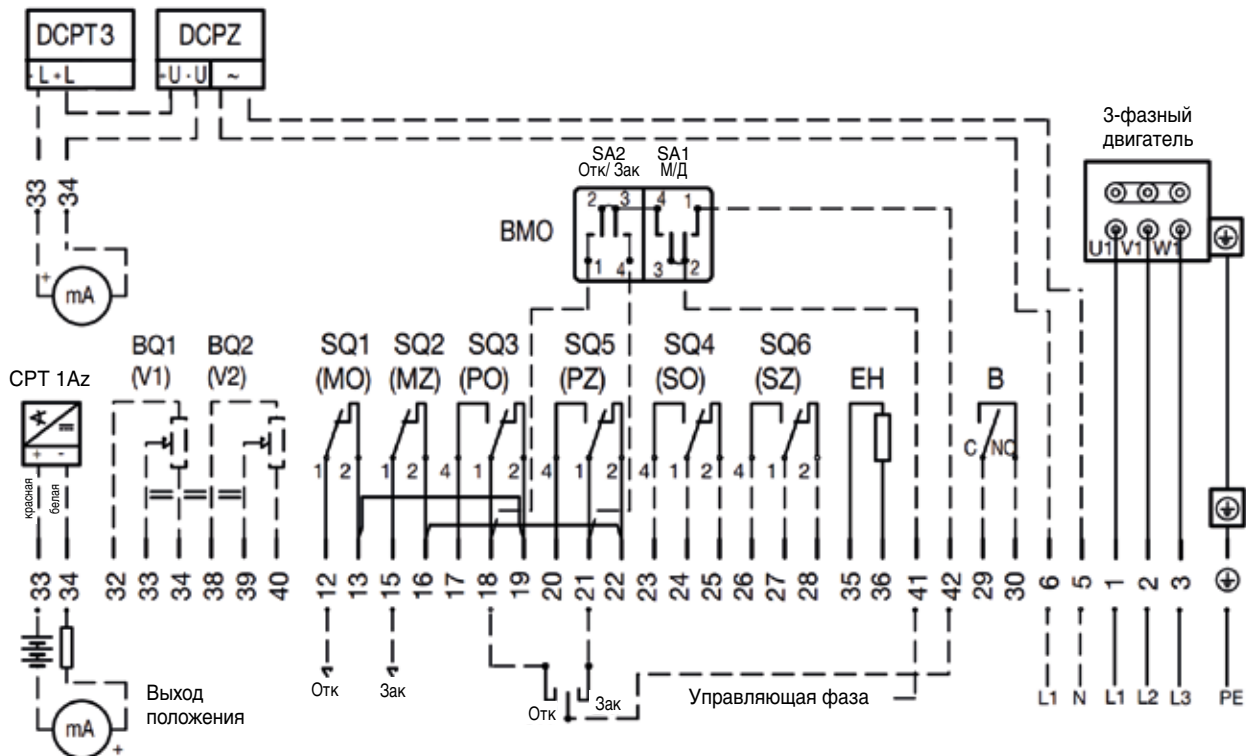 DCPT3 DCPZ
- L + L + U - U ~
3-фазный
двигатель
SA2 SA1
Отк/ Зак М/Д
2 3 4 1
BMO
1 4 3 2
U1 V1 W1
33 34
+ mA
CPT 1Az
+ -
красная белая
BQ1 BQ2 SQ1 SQ2 SQ3 SQ5 SQ4 SQ6
(V1) (V2) (MO) (MZ) (PO) (PZ) (SO) (SZ) EH B
C NC
1 2 1 2 4 1 2 4 1 2 4 1 2 4 1 2
33 34 32 33 34 38 39 40 12 13 15 16 17 18 19 20 21 22 23 24 25 26 27 28 35 36 41 42 29 30 6 5 1 2 3
Отк Зак
Отк Зак
Управляющая фаза
L1 N L1 L2 L3 PE
Выход
положения
mA +